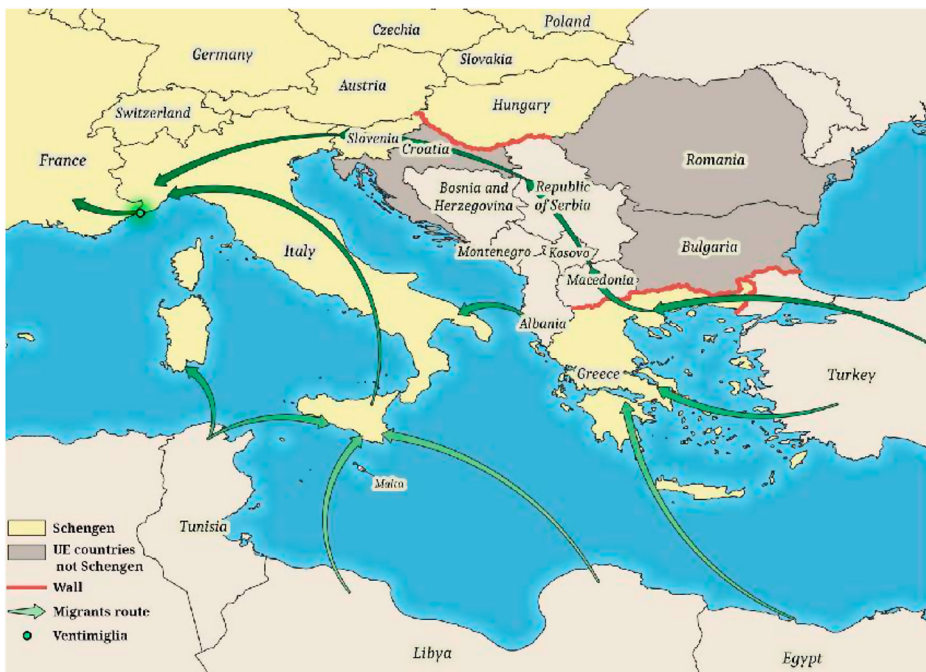 Poland
Czechia
Germany
Slovakia
Austria
Hungary
Switzerland
Slovenia
Croatia
France
Romania
Bosnia and
Herzegovina
Republic
of Serbia
Italy
Montenegro
Kosovo
Bulgaria
Macedonia
Albania
Greece
Turkey
Malta
Tunisia
Schengen
UE countries
not Schengen
Wall
Migrants route
Ventimiglia
Libya
Egypt